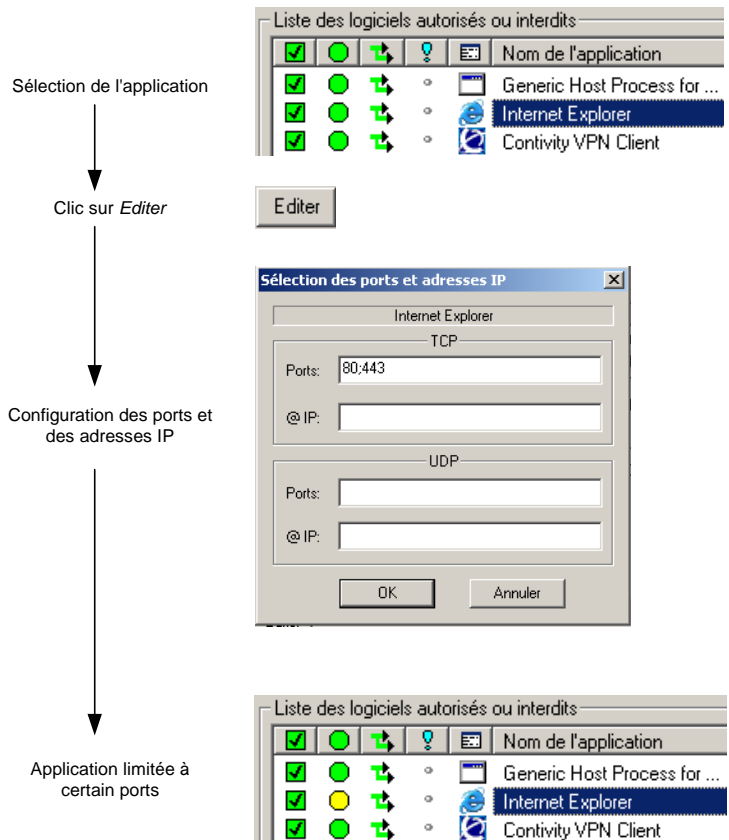 Liste des logiciels autorisés ou interdits
Nom de l'application
Sélection de l'application
Generic Host Process for ...
Internet Explorer
Contivity VPN Client
Clic sur Editer
Editer
Sélection des ports et adresses IP
Internet Explorer
TCP
Ports: 80;443
@ IP:
Configuration des ports et
des adresses IP
UDP
Ports:
@ IP:
OK Annuler
Liste des logiciels autorisés ou interdits
Nom de l'application
Application limitée à
certain ports
Generic Host Process for ...
Internet Explorer
Contivity VPN Client